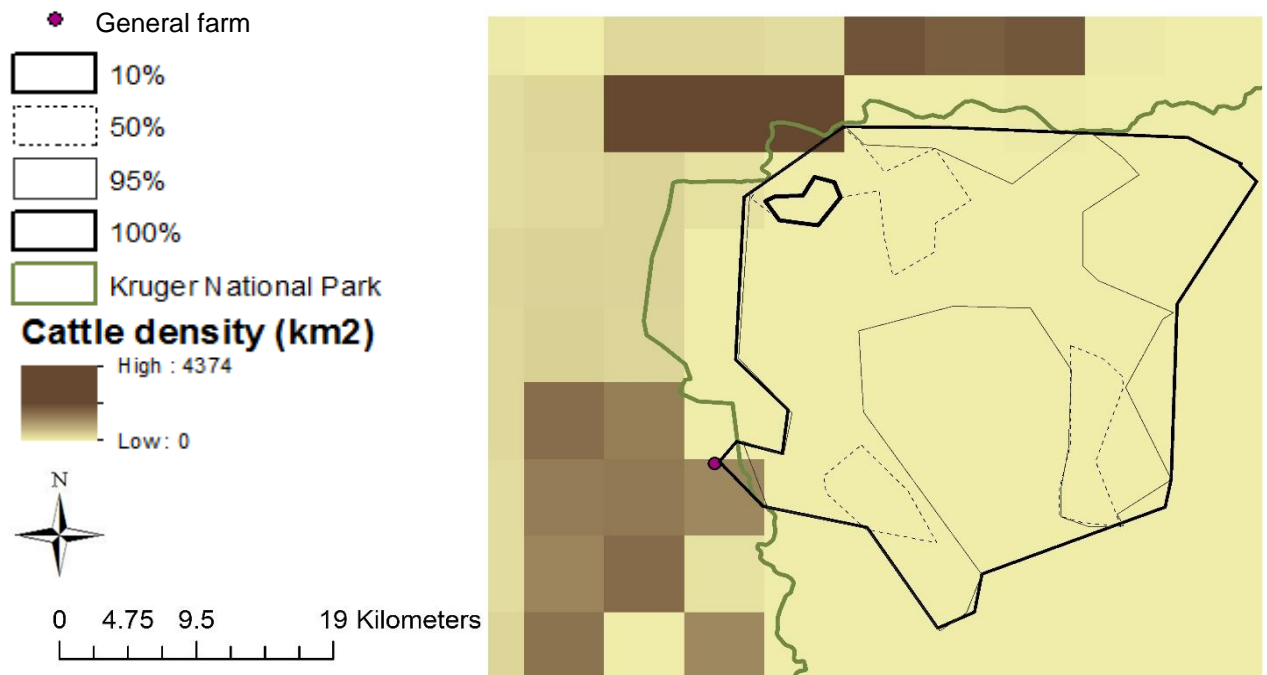 General farm
10%
50%
95%
100%
Kruger National Park
Cattle density (km2)
High : 4374
Low : 0
N
0 4.75 9.5 19 Kilometers